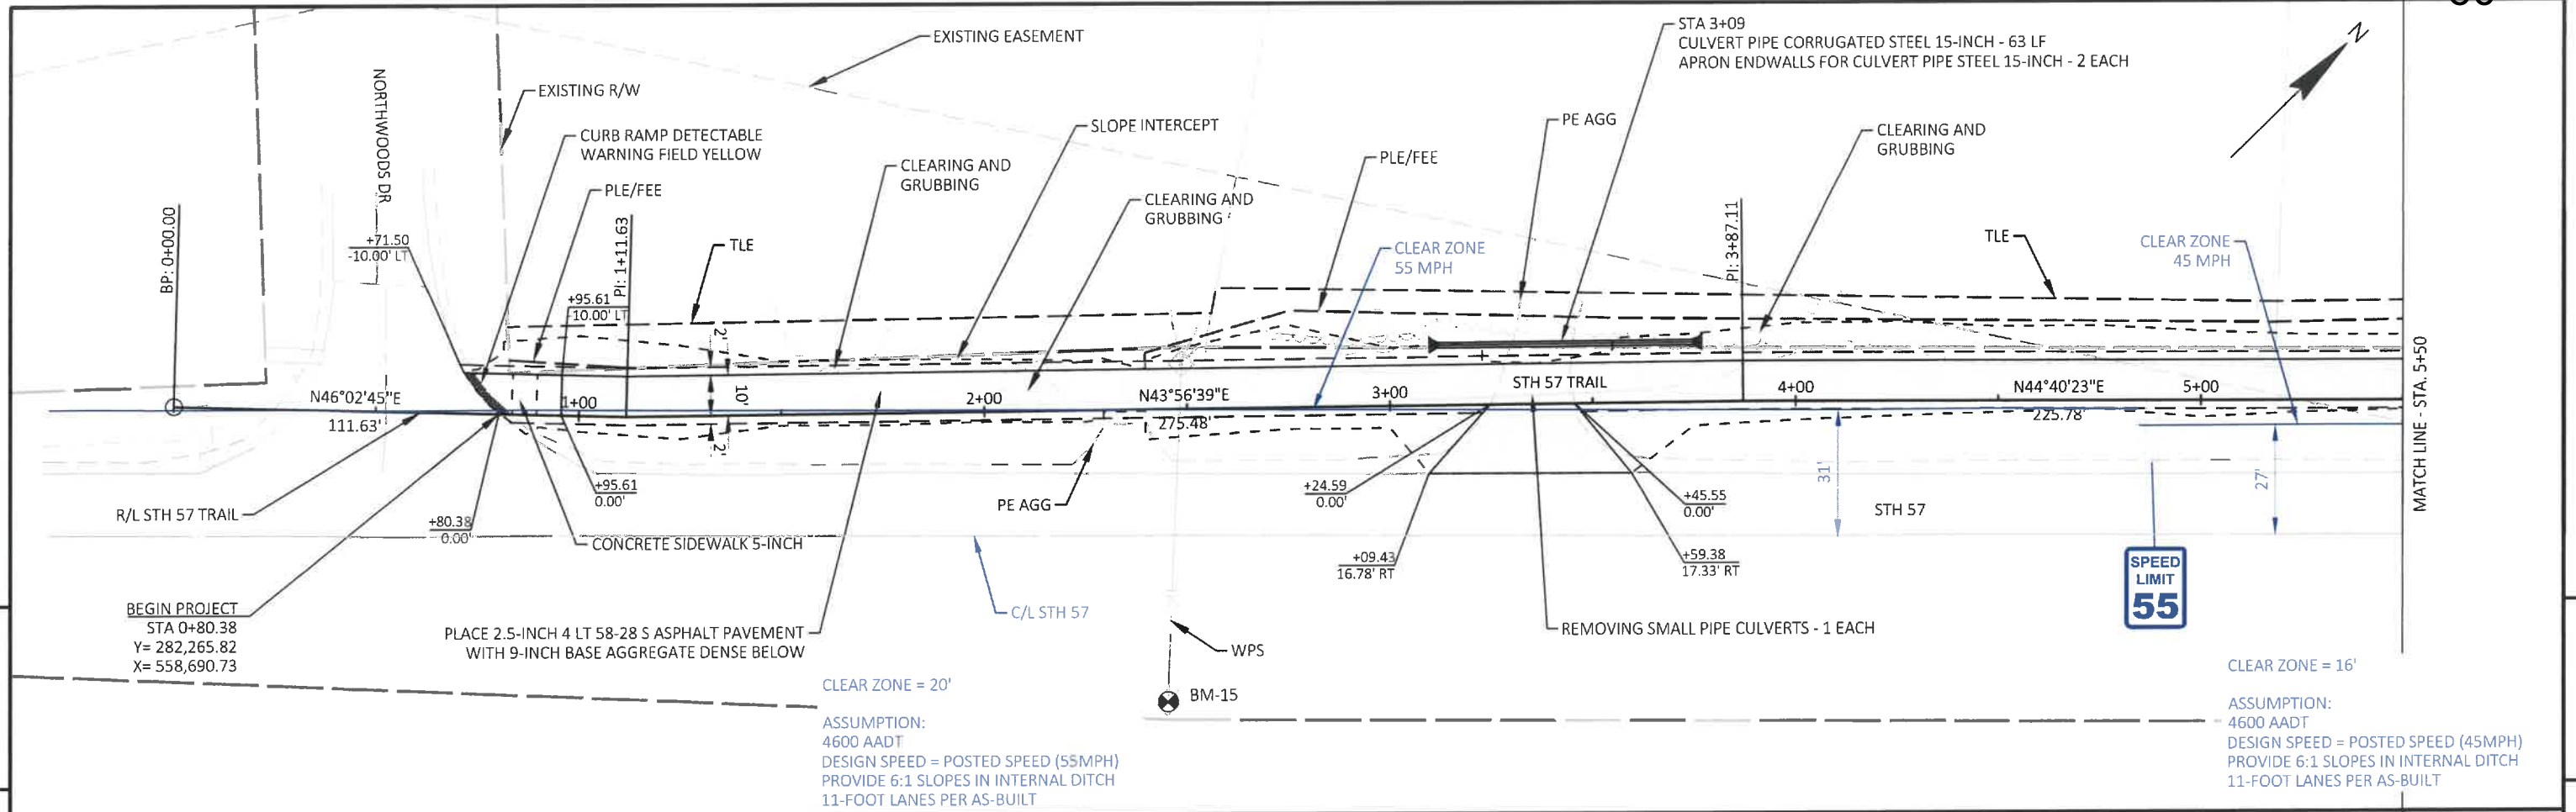 EXISTING EASEMENT
STA 3+09
CULVERT PIPE CORRUGATED STEEL 15-INCH - 63 LF
APRON ENDWALLS FOR CULVERT PIPE STEEL 15-INCH - 2 EACH
N
NORTHWOODS DR
EXISTING R/W
CURB RAMP DETECTABLE
WARNING FIELD YELLOW
SLOPE INTERCEPT
PE AGG
CLEARING AND
GRUBBING
PLE/FEE
CLEARING AND
GRUBBING
PLE/FEE
CLEARING AND
GRUBBING
BP: 0+00.00
+71.50
-10.00' LT
PI: 1+11.63
TLE
CLEAR ZONE
55 MPH
PI: 3+87.11
TLE
CLEAR ZONE
45 MPH
+95.61
-10.00' LT
2'
10'
2'
STH 57 TRAIL
N46°02'45"E
111.63'
1+00
2+00
N43°56'39"E
275.48'
3+00
4+00
N44°40'23"E
225.78'
5+00
MATCH LINE - STA. 5+50
+95.61
0.00'
PE AGG
+24.59
0.00'
+45.55
0.00'
31'
27'
STH 57
R/L STH 57 TRAIL
+80.38
0.00'
CONCRETE SIDEWALK 5-INCH
+09.43
16.78' RT
+59.38
17.33' RT
SPEED
LIMIT
55
BEGIN PROJECT
STA 0+80.38
Y= 282,265.82
X= 558,690.73
C/L STH 57
PLACE 2.5-INCH 4 LT 58-28 S ASPHALT PAVEMENT
WITH 9-INCH BASE AGGREGATE DENSE BELOW
WPS
REMOVING SMALL PIPE CULVERTS - 1 EACH
BM-15
CLEAR ZONE = 20'
ASSUMPTION:
4600 AADT
DESIGN SPEED = POSTED SPEED (55MPH)
PROVIDE 6:1 SLOPES IN INTERNAL DITCH
11-FOOT LANES PER AS-BUILT
CLEAR ZONE = 16'
ASSUMPTION:
4600 AADT
DESIGN SPEED = POSTED SPEED (45MPH)
PROVIDE 6:1 SLOPES IN INTERNAL DITCH
11-FOOT LANES PER AS-BUILT